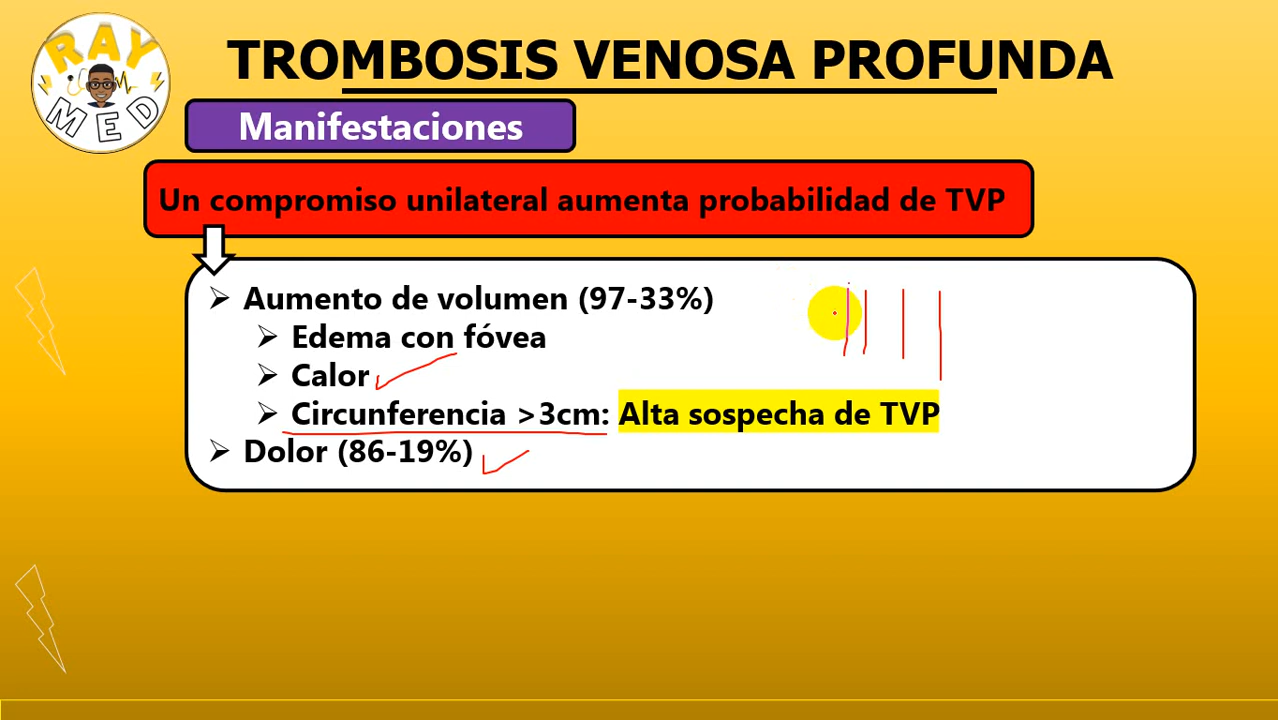 RAY
MED
TROMBOSIS VENOSA PROFUNDA
Manifestaciones
Un compromiso unilateral aumenta probabilidad de TVP
Aumento de volumen (97-33%)
Edema con fóvea
Calor
Circunferencia >3cm: Alta sospecha de TVP
Dolor (86-19%)